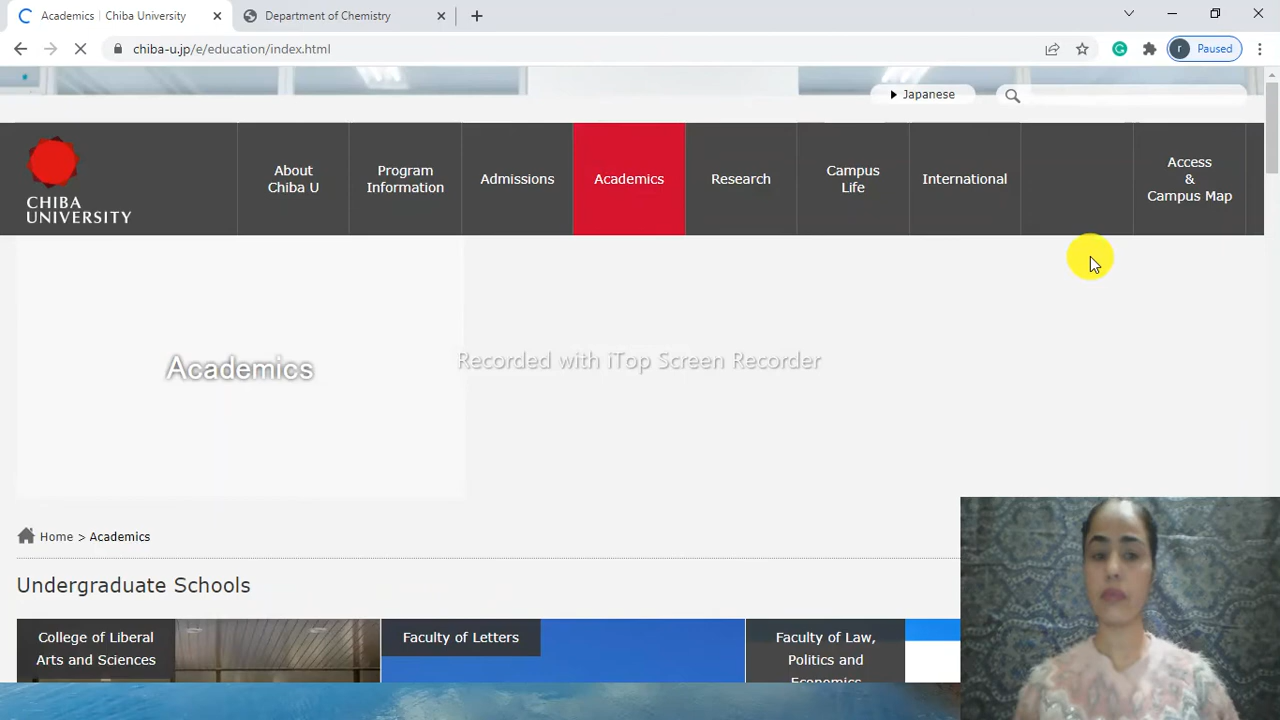 Academics | Chiba University
Department of Chemistry
chiba-u.jp/e/education/index.html
r
Paused
Japanese
CHIBA
UNIVERSITY
About
Chiba U
Program
Information
Admissions
Academics
Research
Campus
Life
International
Access
&
Campus Map
Academics
Recorded with iTop Screen Recorder
Home > Academics
Undergraduate Schools
College of Liberal
Arts and Sciences
Faculty of Letters
Faculty of Law,
Politics and
Economics